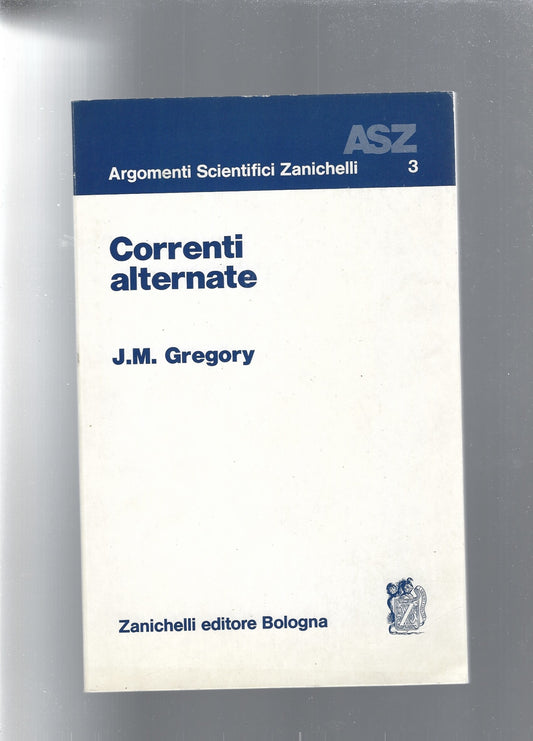 ASZ
Argomenti Scientifici Zanichelli 3
Correnti
alternate
J.M. Gregory
Zanichelli editore Bologna